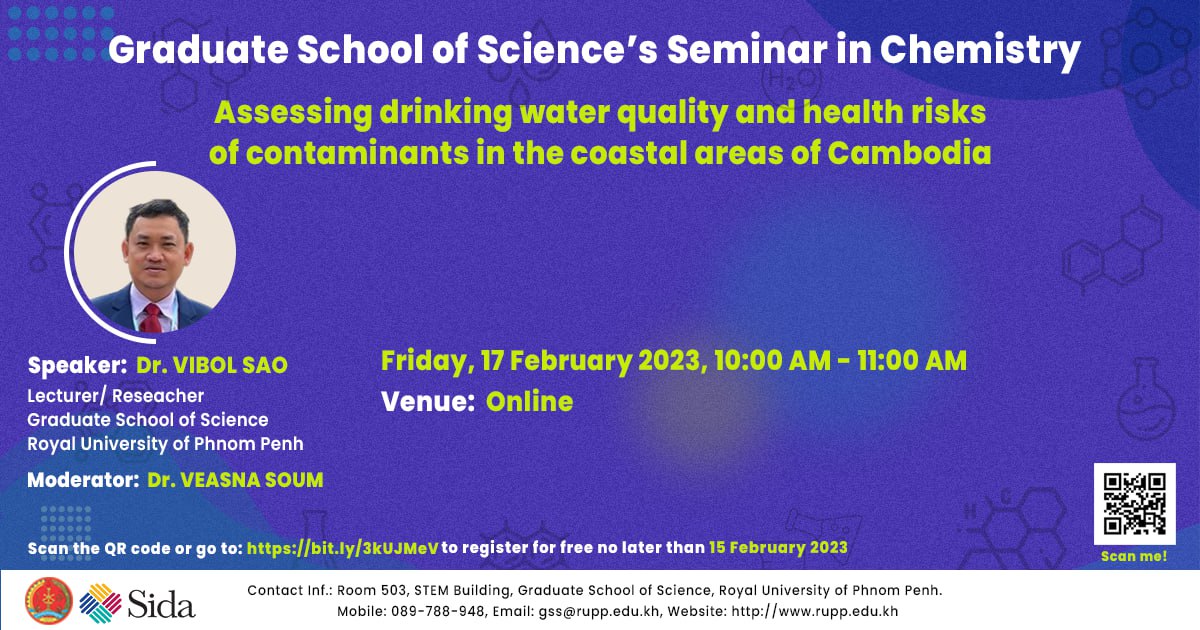 Graduate School of Science’s Seminar in Chemistry
Assessing drinking water quality and health risks
of contaminants in the coastal areas of Cambodia
H₂O
Speaker: Dr. VIBOL SAO
Lecturer/ Reseacher
Graduate School of Science
Royal University of Phnom Penh
Moderator: Dr. VEASNA SOUM
Friday, 17 February 2023, 10:00 AM - 11:00 AM
Venue: Online
H
C
Scan the QR code or go to: https://bit.ly/3kUJMeV to register for free no later than 15 February 2023
Scan me!
Sida
Contact Inf.: Room 503, STEM Building, Graduate School of Science, Royal University of Phnom Penh.
Mobile: 089-788-948, Email: gss@rupp.edu.kh, Website: http://www.rupp.edu.kh